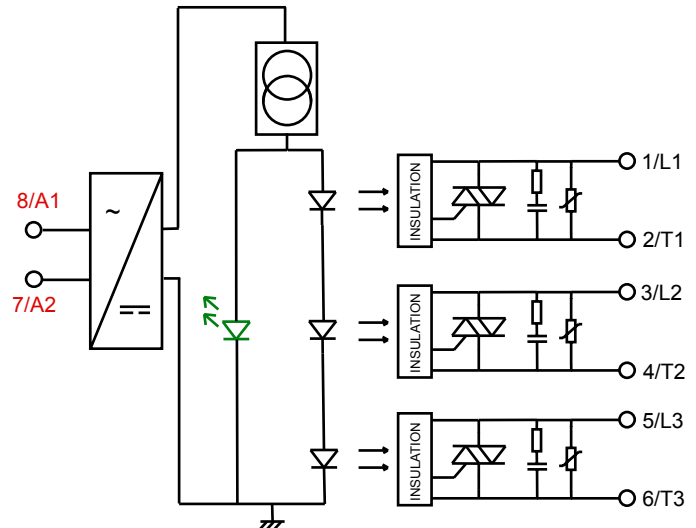 8/A1
7/A2
~
INSULATION
1/L1
2/T1
INSULATION
3/L2
4/T2
INSULATION
5/L3
6/T3